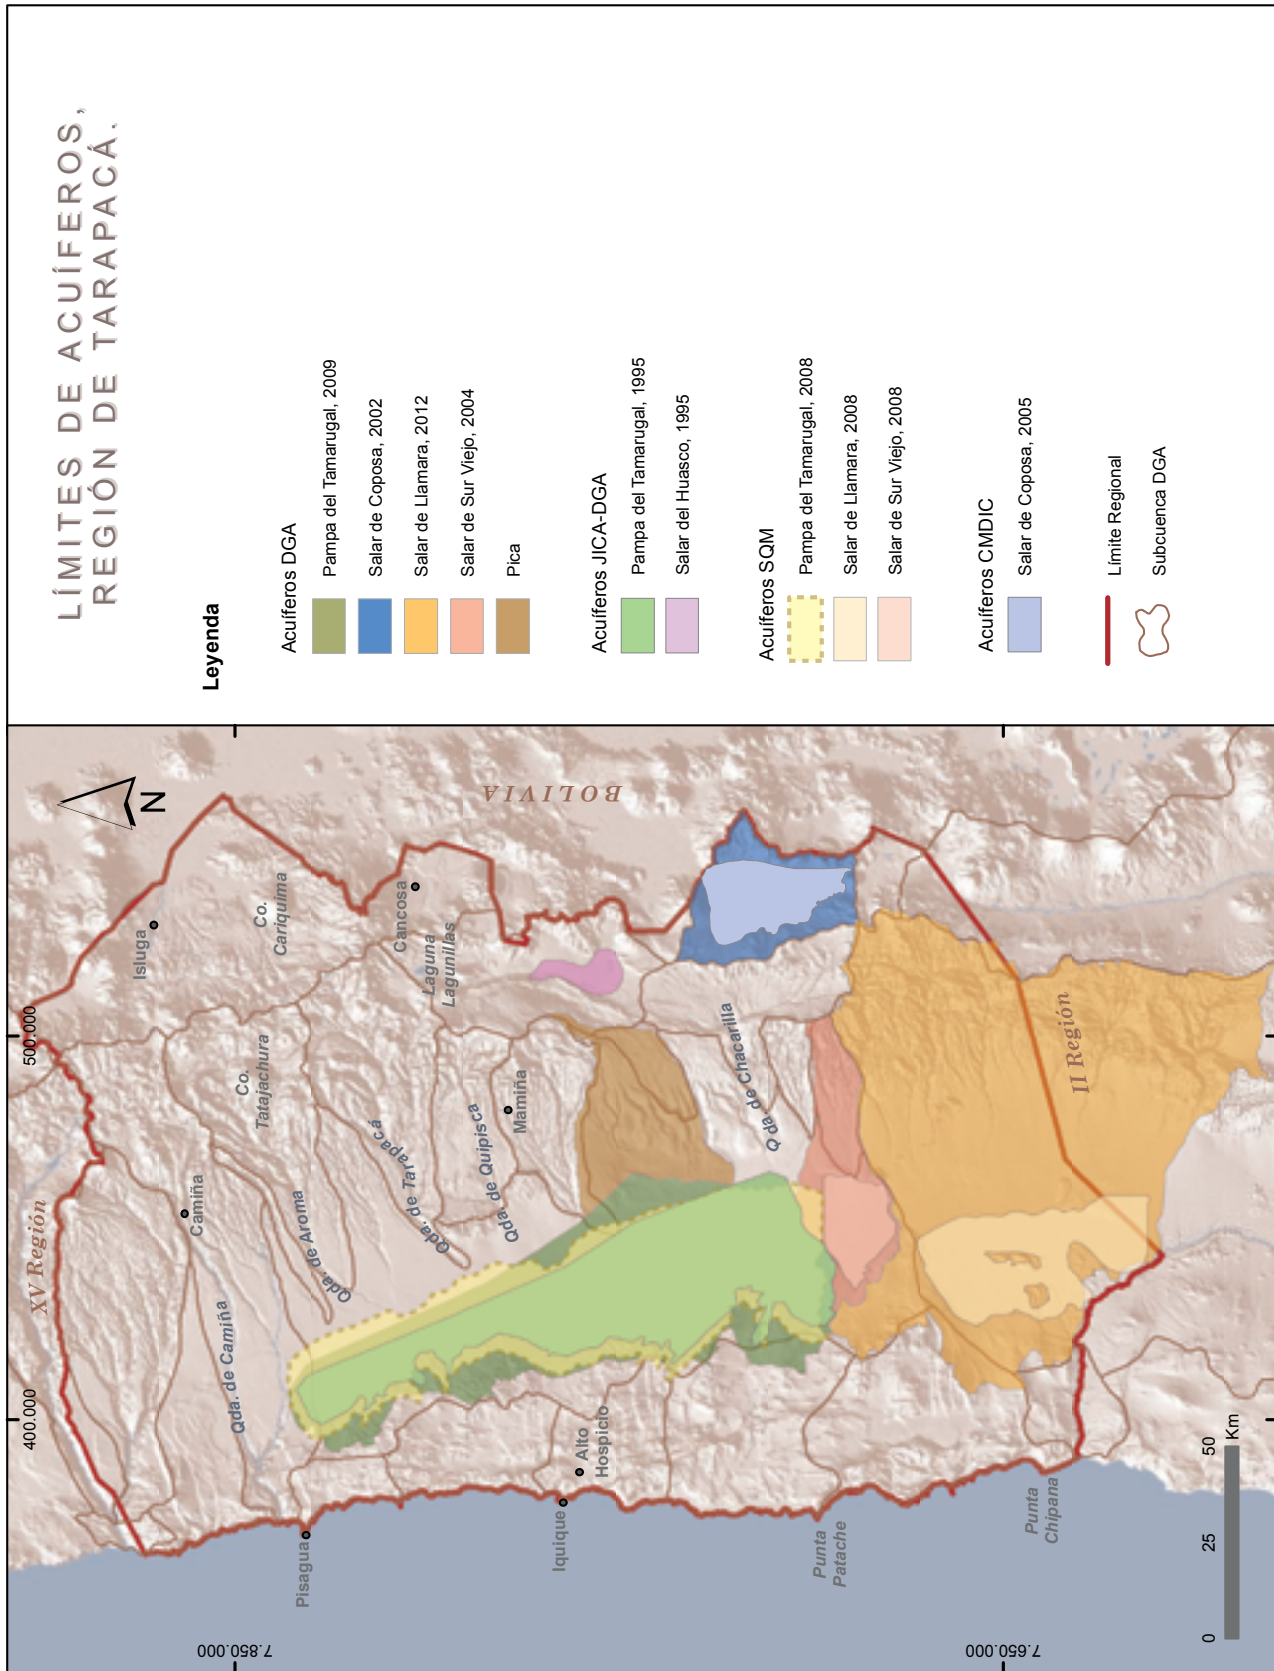 LÍMITES DE ACUÍFEROS,
REGIÓN DE TARAPACÁ.
Leyenda
Acuíferos DGA
Pampa del Tamarugal, 2009
Salar de Coposa, 2002
Salar de Llamara, 2012
Salar de Sur Viejo, 2004
Pica
Acuíferos JICA-DGA
Pampa del Tamarugal, 1995
Salar del Huasco, 1995
Acuíferos SQM
Pampa del Tamarugal, 2008
Salar de Llamara, 2008
Salar de Sur Viejo, 2008
Acuíferos CMDIC
Salar de Coposa, 2005
Límite Regional
Subcuenca DGA
N
400.000
500.000
7.850.000
7.650.000
XV Región
BOLIVIA
II Región
Isluga
Co.
Cariquima
Cancosa
Laguna
Lagunillas
Co.
Tatajachura
Camiña
Qda. de Camiña
Qda. de Aroma
Qda. de Tarapacá
Qda. de Quipisca
Mamiña
Qda. de Chacarilla
Pisagua
Iquique
Alto
Hospicio
Punta
Patache
Punta
Chipana
0
25
50
Km